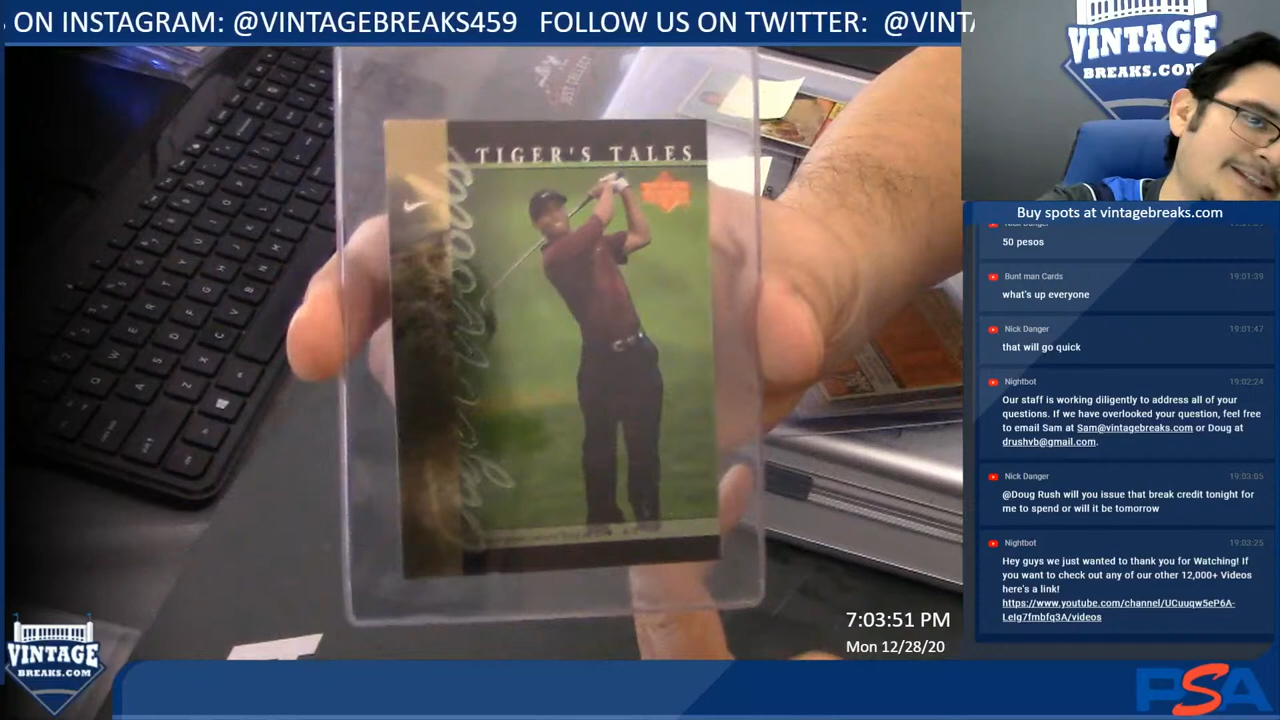 ON INSTAGRAM: @VINTAGEBREAKS459 FOLLOW US ON TWITTER: @VINTA
VINTAGE
BREAKS.COM
JUST COLLECT
TIGER'S TALES
tiger woods
Buy spots at vintagebreaks.com
50 pesos
Bunt man Cards 19:01:39
what's up everyone
Nick Danger 19:01:47
that will go quick
Nightbot 19:02:24
Our staff is working diligently to address all of your
questions. If we have overlooked your question, feel free
to email Sam at Sam@vintagebreaks.com or Doug at
drushvb@gmail.com.
Nick Danger 19:03:05
@Doug Rush will you issue that break credit tonight for
me to spend or will it be tomorrow
Nightbot 19:03:25
Hey guys we just wanted to thank you for Watching! If
you want to check out any of our other 12,000+ Videos
here's a link!
https://www.youtube.com/channel/UCuuqw5eP6A-
LeIg7fmbfq3A/videos
7:03:51 PM
Mon 12/28/20
VINTAGE
BREAKS.COM
PSA